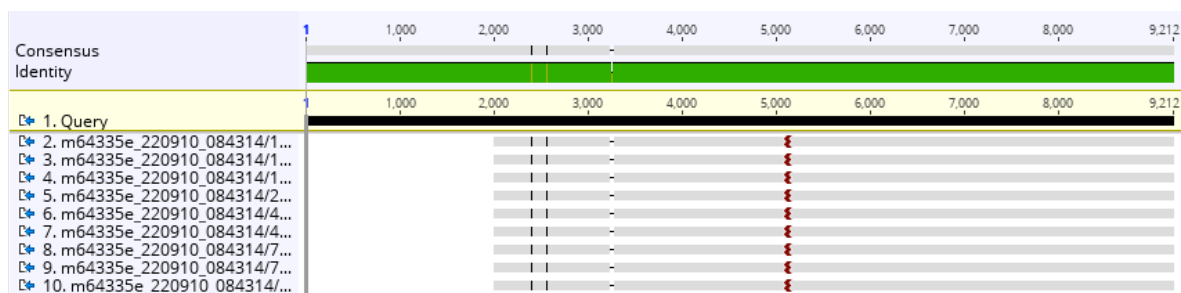 1 1,000 2,000 3,000 4,000 5,000 6,000 7,000 8,000 9,212
Consensus
Identity
1 1,000 2,000 3,000 4,000 5,000 6,000 7,000 8,000 9,212
1. Query
2. m64335e_220910_084314/1...
3. m64335e_220910_084314/1...
4. m64335e_220910_084314/1...
5. m64335e_220910_084314/2...
6. m64335e_220910_084314/4...
7. m64335e_220910_084314/4...
8. m64335e_220910_084314/7...
9. m64335e_220910_084314/7...
10. m64335e_220910_084314/...